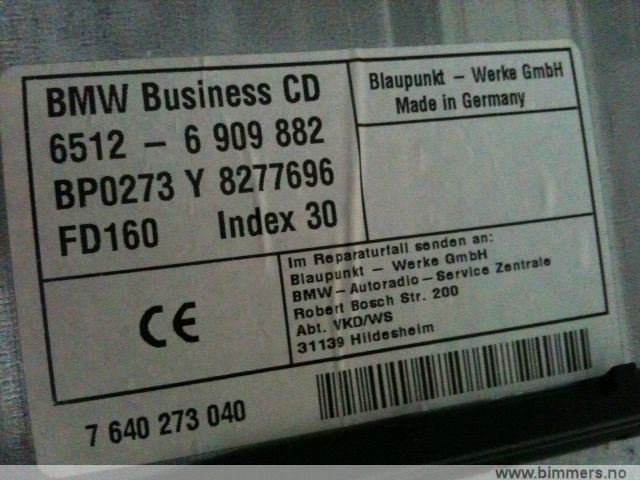 BMW Business CD
6512 - 6 909 882
BP0273 Y 8277696
FD160 Index 30
Blaupunkt - Werke GmbH
Made in Germany
CE
Im Reparaturfall senden an:
Blaupunkt - Werke GmbH
BMW-Autoradio-Service Zentrale
Robert Bosch Str. 200
Abt. VKD/WS
31139 Hildesheim
7 640 273 040
www.bimmers.no